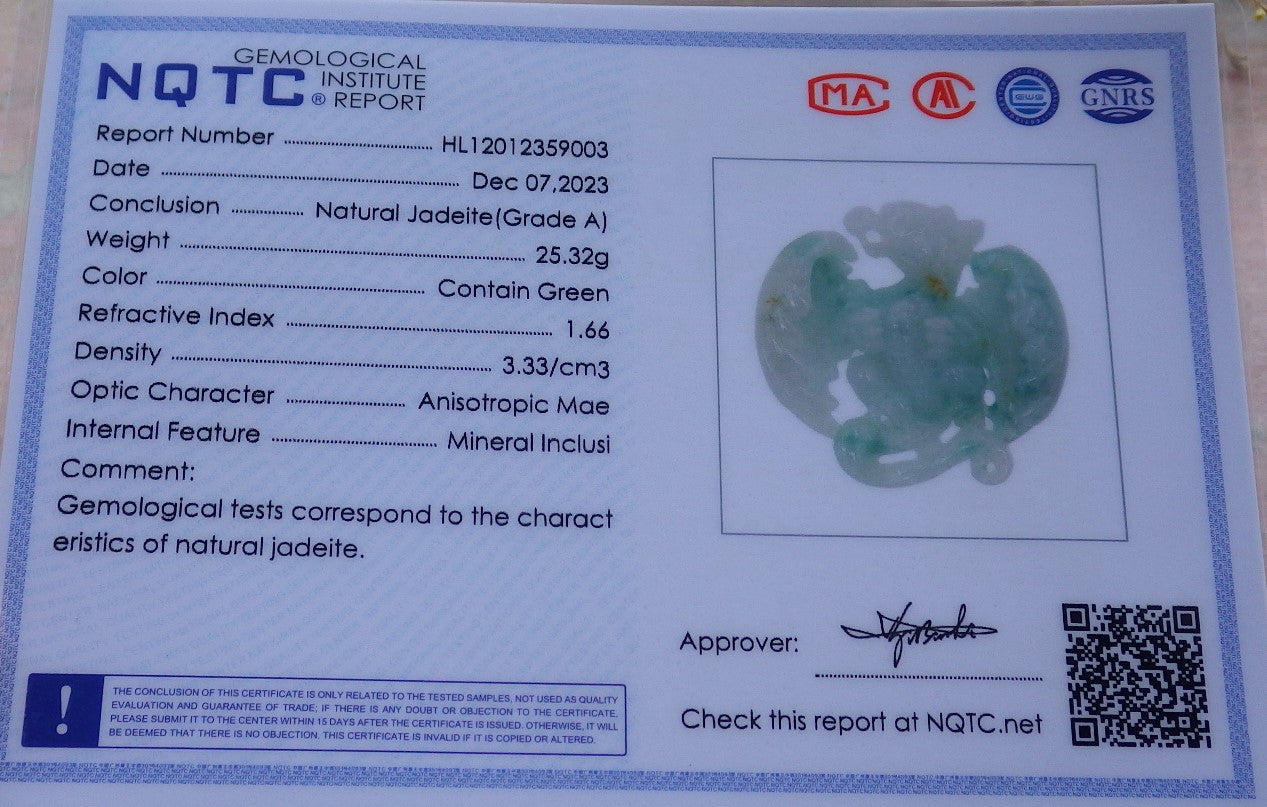 GEMOLOGICAL
NQTC ® INSTITUTE
REPORT
MA
AL
GNRS
Report Number ........................ HL12012359003
Date ........................ Dec 07,2023
Conclusion ........................ Natural Jadeite(Grade A)
Weight ........................ 25.32g
Color ........................ Contain Green
Refractive Index ........................ 1.66
Density ........................ 3.33/cm3
Optic Character ........................ Anisotropic Mae
Internal Feature ........................ Mineral Inclusi
Comment:
Gemological tests correspond to the charact
eristics of natural jadeite.
Approver:
Check this report at NQTC.net
! THE CONCLUSION OF THIS CERTIFICATE IS ONLY RELATED TO THE TESTED SAMPLES, NOT USED AS QUALITY
EVALUATION AND GUARANTEE OF TRADE; IF THERE IS ANY DOUBT OR OBJECTION TO THE CERTIFICATE,
PLEASE SUBMIT IT TO THE CENTER WITHIN 15 DAYS AFTER THE CERTIFICATE IS ISSUED. OTHERWISE, IT WILL
BE DEEMED THAT THERE IS NO OBJECTION. THIS CERTIFICATE IS INVALID IF IT IS COPIED OR ALTERED.